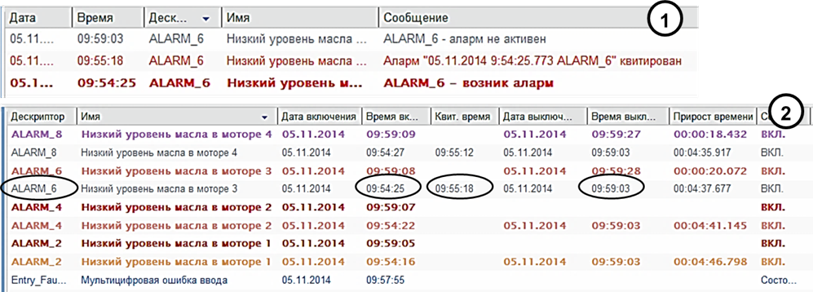 Дата Время Деск... Имя Сообщение 1
05.11.... 09:59:03 ALARM_6 Низкий уровень масла ... ALARM_6 - аларм не активен
05.11.... 09:55:18 ALARM_6 Низкий уровень масла ... Аларм "05.11.2014 9:54:25.773 ALARM_6" квитирован
05.1... 09:54:25 ALARM_6 Низкий уровень м... ALARM_6 – возник аларм
Дескриптор Имя Дата включения Время вк... Квит. время Дата выключ... Время выкл... Прирост времени С... 2
ALARM_8 Низкий уровень масла в моторе 4 05.11.2014 09:59:09 05.11.2014 09:59:27 00:00:18.432 ВКЛ.
ALARM_8 Низкий уровень масла в моторе 4 05.11.2014 09:54:27 09:55:12 05.11.2014 09:59:03 00:04:35.917 ВКЛ.
ALARM_6 Низкий уровень масла в моторе 3 05.11.2014 09:59:08 05.11.2014 09:59:28 00:00:20.072 ВКЛ.
ALARM_6 Низкий уровень масла в моторе 3 05.11.2014 09:54:25 09:55:18 05.11.2014 09:59:03 00:04:37.677 ВКЛ.
ALARM_4 Низкий уровень масла в моторе 2 05.11.2014 09:59:07 ВКЛ.
ALARM_4 Низкий уровень масла в моторе 2 05.11.2014 09:54:22 05.11.2014 09:59:03 00:04:41.145 ВКЛ.
ALARM_2 Низкий уровень масла в моторе 1 05.11.2014 09:59:05 ВКЛ.
ALARM_2 Низкий уровень масла в моторе 1 05.11.2014 09:54:16 05.11.2014 09:59:03 00:04:46.798 ВКЛ.
Entry_Fau... Мультицифровая ошибка ввода 05.11.2014 09:57:55 Состо...